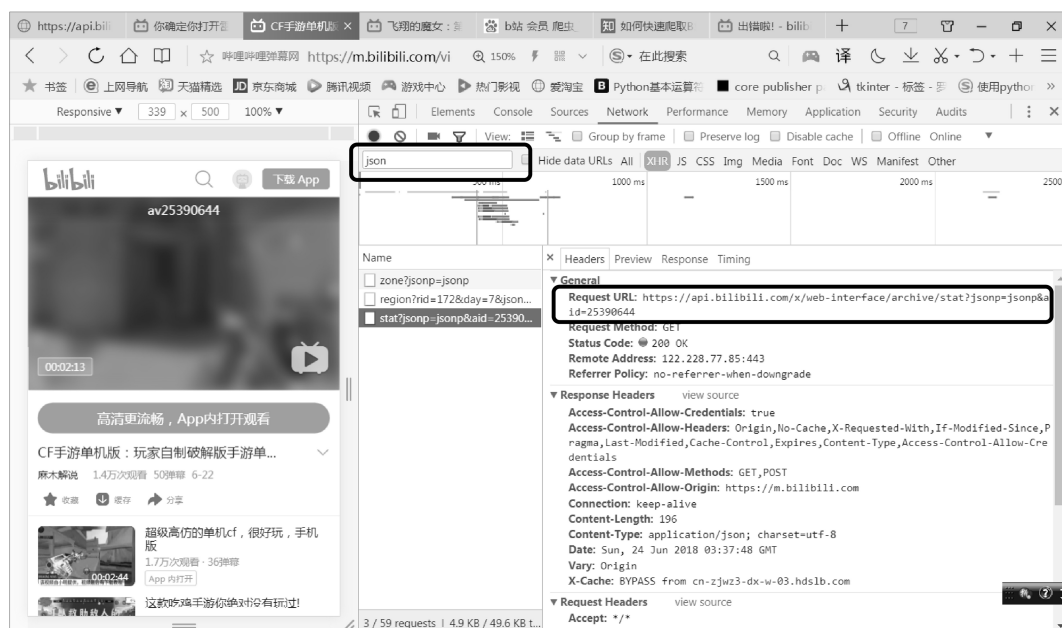 https://api.bili
你确定你打开
CF手游单机版
飞翔的魔女：
b站 会员 爬虫
如何快速爬取B
出错啦! - bilib
7
哔哩哔哩弹幕网 https://m.bilibili.com/vi
150%
在此搜索
译
书签
上网导航
天猫精选
京东商城
腾讯视频
游戏中心
热门影视
爱淘宝
Python基本运算符
core publisher p
tkinter - 标签 - 罗
使用pythor
Responsive ▼ 339 x 500 100% ▼
Elements Console Sources Network Performance Memory Application Security Audits
View: Group by frame Preserve log Disable cache Offline Online ▼
json
Hide data URLs All XHR JS CSS Img Media Font Doc WS Manifest Other
500 ms 1000 ms 1500 ms 2000 ms 2500
bilibili
下载 App
av25390644
00:02:13
高清更流畅，App内打开观看
CF手游单机版：玩家自制破解版手游单...
麻木解说 1.4万次观看 50弹幕 6-22
收藏 缓存 分享
超级高仿的单机cf，很好玩，手机
版
1.7万次观看 · 36弹幕
App 内打开
00:02:44
这款吃鸡手游你绝对没有玩过!
Name
zone?jsonp=jsonp
region?rid=172&day=7&json...
stat?jsonp=jsonp&aid=25390...
3 / 59 requests | 4.9 KB / 49.6 KB t...
× Headers Preview Response Timing
▼ General
Request URL: https://api.bilibili.com/x/web-interface/archive/stat?jsonp=jsonp&a
id=25390644
Request Method: GET
Status Code: 200 OK
Remote Address: 122.228.77.85:443
Referrer Policy: no-referrer-when-downgrade
▼ Response Headers view source
Access-Control-Allow-Credentials: true
Access-Control-Allow-Headers: Origin,No-Cache,X-Requested-With,If-Modified-Since,P
ragma,Last-Modified,Cache-Control,Expires,Content-Type,Access-Control-Allow-Cre
dentials
Access-Control-Allow-Methods: GET,POST
Access-Control-Allow-Origin: https://m.bilibili.com
Connection: keep-alive
Content-Length: 196
Content-Type: application/json; charset=utf-8
Date: Sun, 24 Jun 2018 03:37:48 GMT
Vary: Origin
X-Cache: BYPASS from cn-zjwz3-dx-w-03.hdslb.com
▼ Request Headers view source
Accept: */*